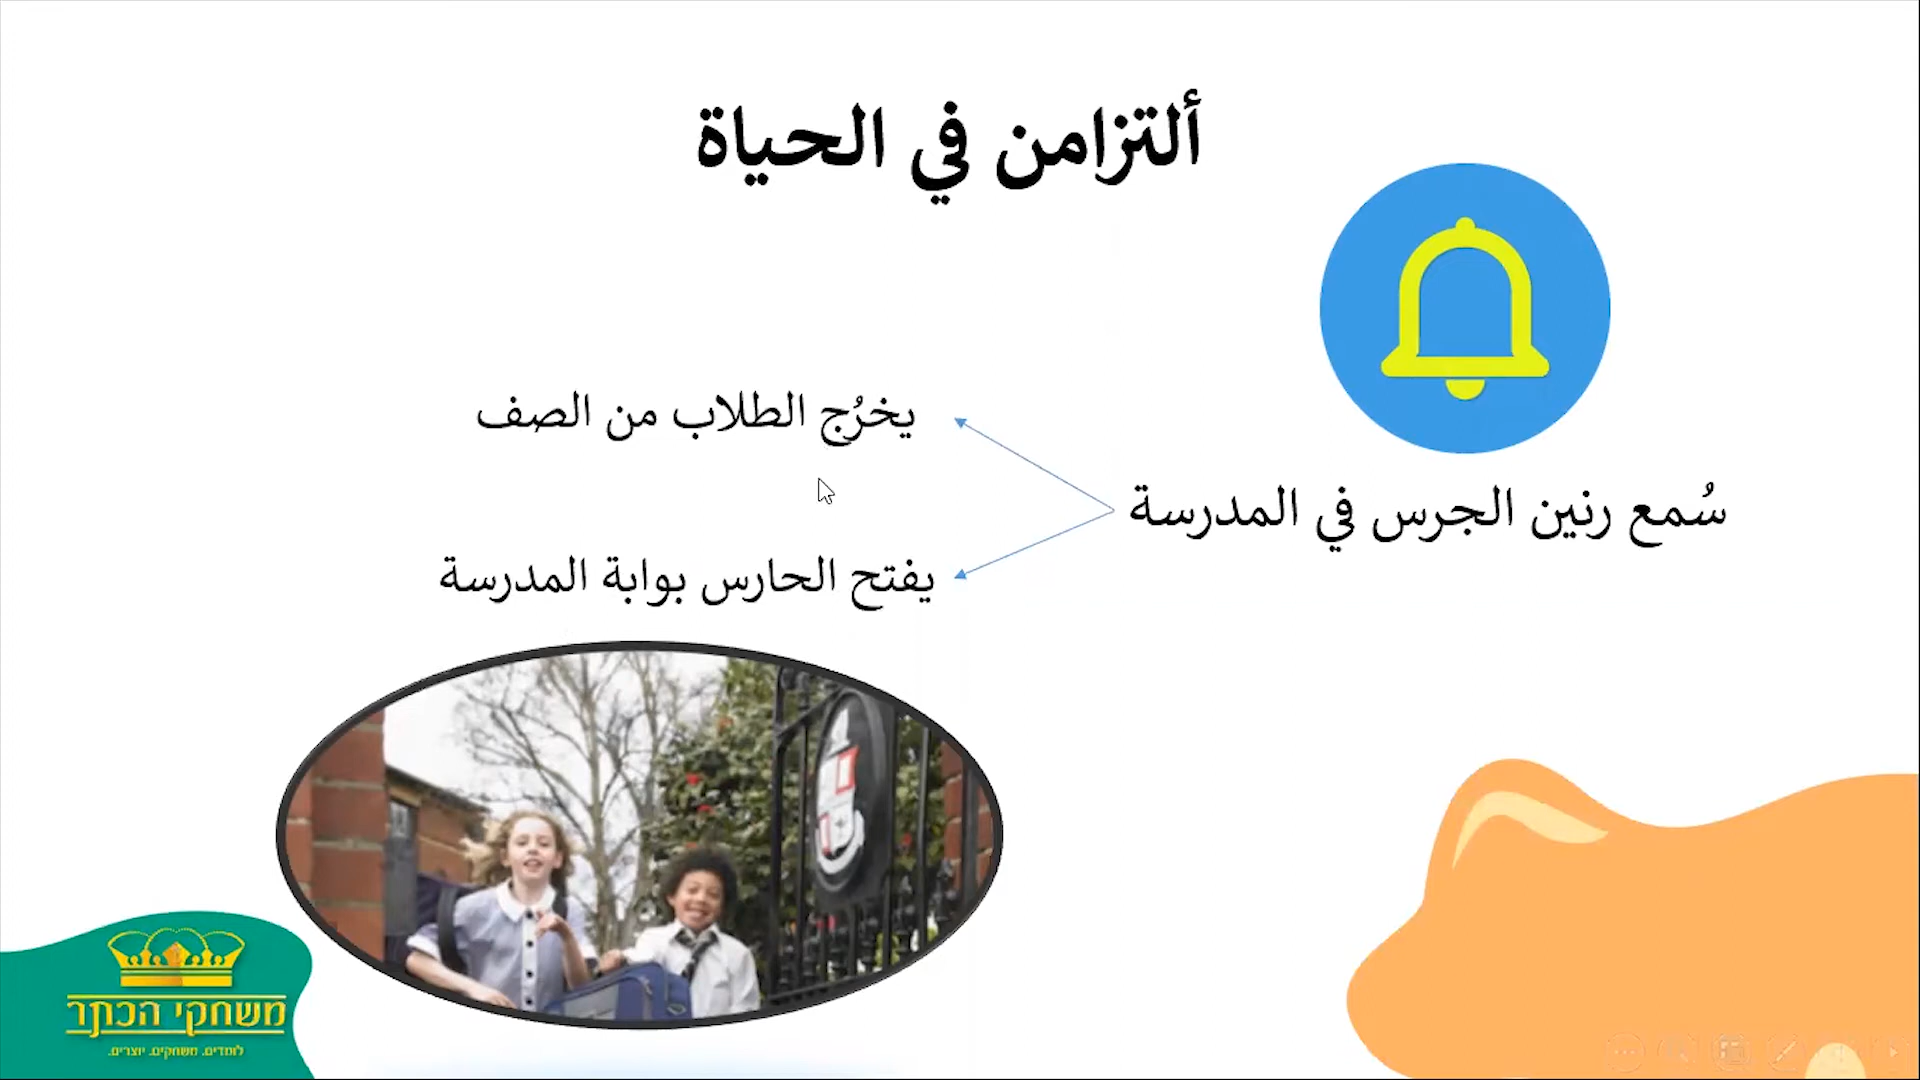 ألتزامن في الحياة
سُمع رنين الجرس في المدرسة
يخرُج الطلاب من الصف
يفتح الحارس بوابة المدرسة
משחקי הכתר
לומדים. משחקים. יוצרים.